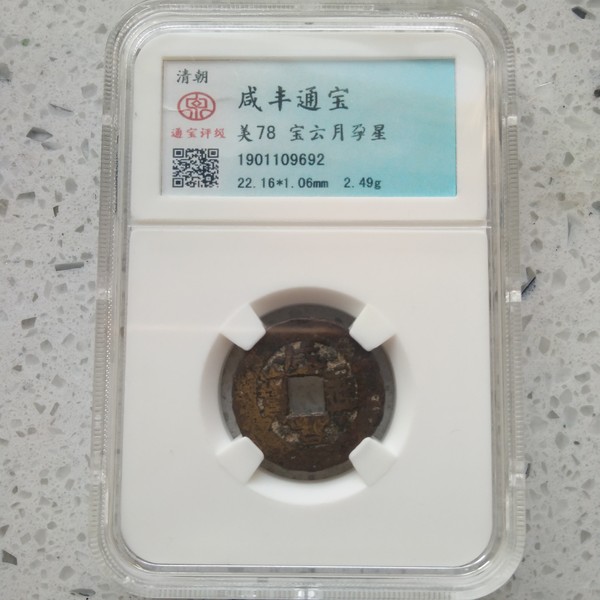 清朝
通宝评级
咸丰通宝
美78 宝云月孕星
1901109692
22.16*1.06mm 2.49g